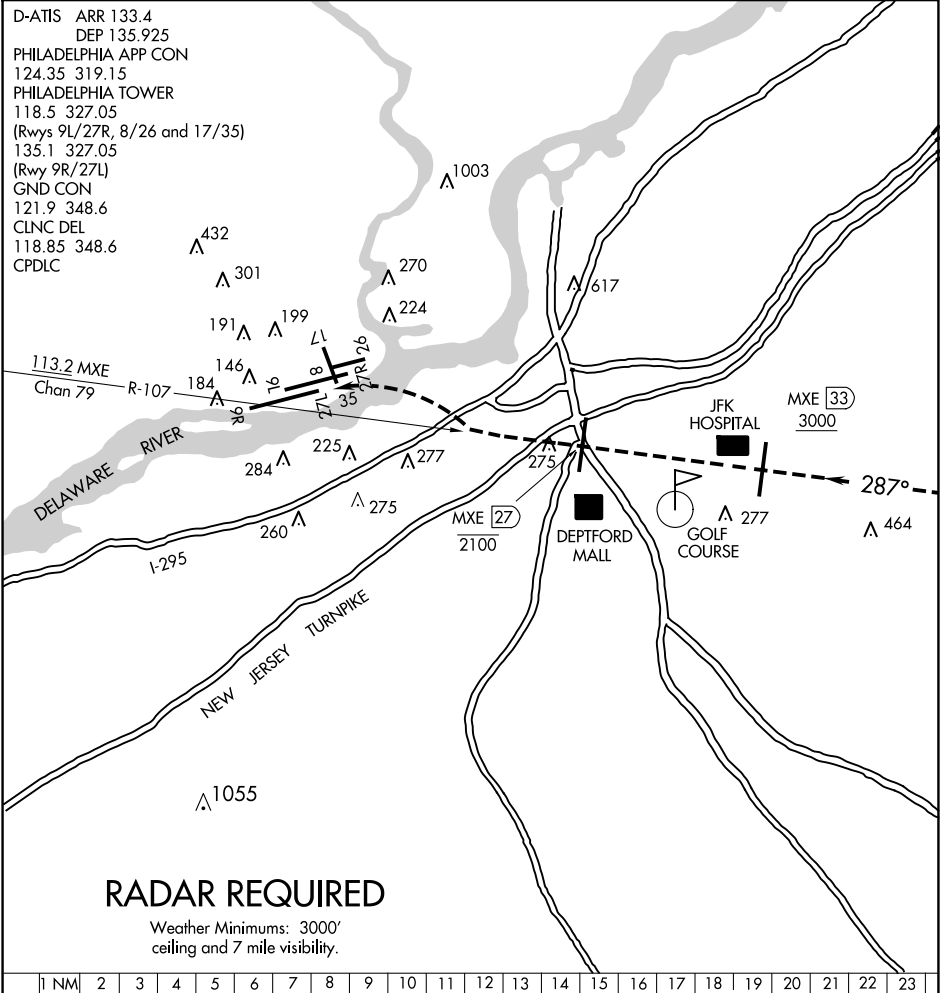 D-ATIS ARR 133.4
DEP 135.925
PHILADELPHIA APP CON
124.35 319.15
PHILADELPHIA TOWER
118.5 327.05
(Rwys 9L/27R, 8/26 and 17/35)
135.1 327.05
(Rwy 9R/27L)
GND CON
121.9 348.6
CLNC DEL
118.85 348.6
CPDLC
1003
432
301
270
617
224
191
199
17
26
8
27R
113.2 MXE
Chan 79
R-107
146
184
9L
9R
27L
35
JFK
HOSPITAL
MXE 33
3000
DELAWARE RIVER
284
225
277
275
287°
260
275
MXE 27
2100
DEPTFORD
MALL
GOLF
COURSE
277
464
I-295
NEW JERSEY TURNPIKE
1055
RADAR REQUIRED
Weather Minimums: 3000'
ceiling and 7 mile visibility.
1 NM 2 3 4 5 6 7 8 9 10 11 12 13 14 15 16 17 18 19 20 21 22 23